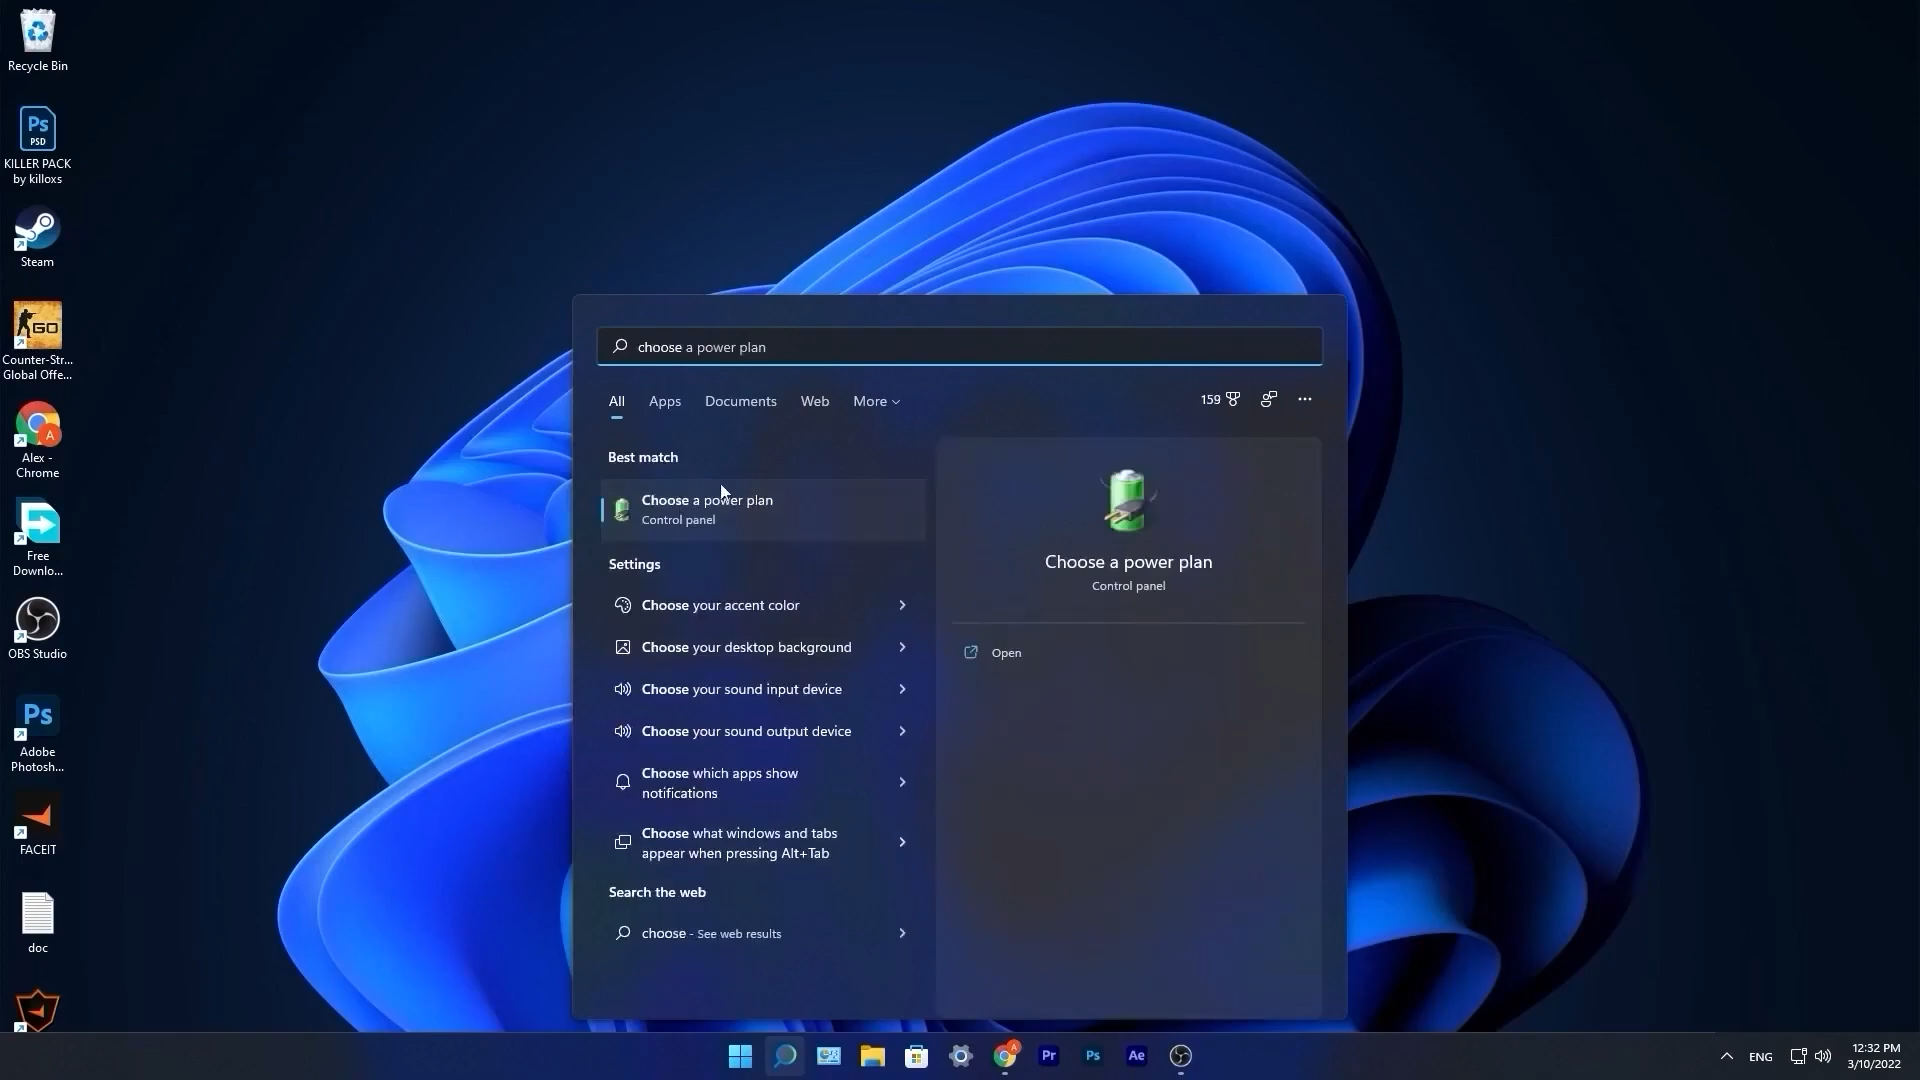 Recycle Bin
Ps
PSD
KILLER PACK
by killoxs
Steam
GO
Counter-Str...
Global Offe...
A
Alex -
Chrome
Free
Downlo...
OBS Studio
Ps
Adobe
Photosh...
FACEIT
doc
choose a power plan
All
Apps
Documents
Web
More
159
Best match
Choose a power plan
Control panel
Settings
Choose your accent color
Choose your desktop background
Choose your sound input device
Choose your sound output device
Choose which apps show
notifications
Choose what windows and tabs
appear when pressing Alt+Tab
Search the web
choose - See web results
Choose a power plan
Control panel
Open
A
Pr
Ps
Ae
ENG
12:32 PM
3/10/2022